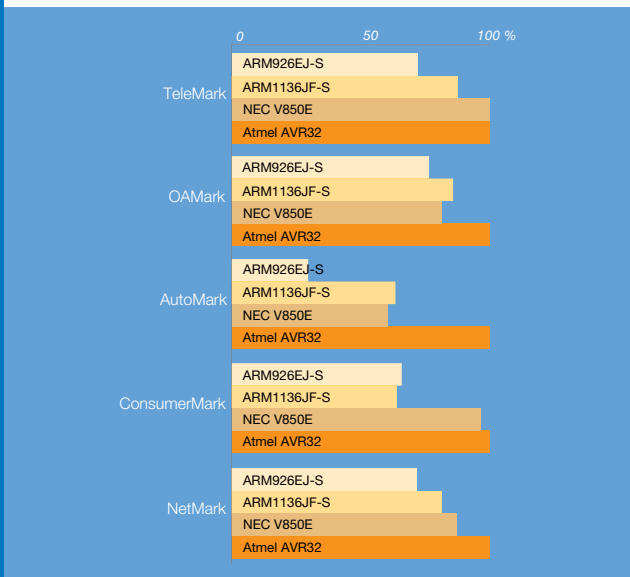 0 50 100 %
ARM926EJ-S
TeleMark ARM1136JF-S
NEC V850E
Atmel AVR32
ARM926EJ-S
OAMark ARM1136JF-S
NEC V850E
Atmel AVR32
ARM926EJ-S
AutoMark ARM1136JF-S
NEC V850E
Atmel AVR32
ARM926EJ-S
ConsumerMark ARM1136JF-S
NEC V850E
Atmel AVR32
ARM926EJ-S
NetMark ARM1136JF-S
NEC V850E
Atmel AVR32